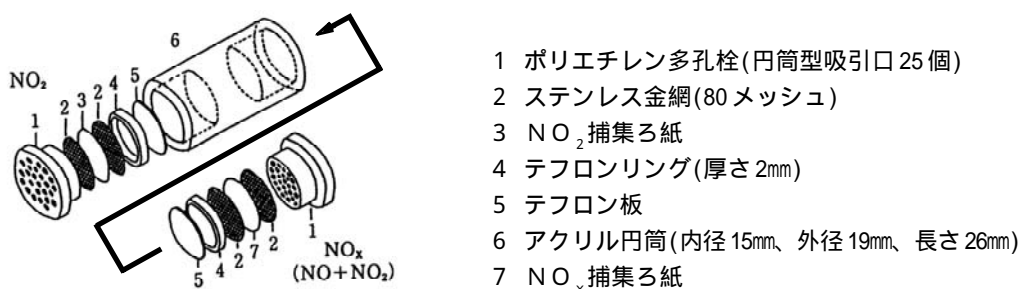 6
NO₂
1
2
3
2
4
5
5
4
2
7
2
1
NOx
(NO+NO₂)
1 ポリエチレン多孔栓(円筒型吸引口25個)
2 ステンレス金網(80メッシュ)
3 ＮＯ₂捕集ろ紙
4 テフロンリング(厚さ2㎜)
5 テフロン板
6 アクリル円筒(内径15㎜、外径19㎜、長さ26㎜)
7 ＮＯₓ捕集ろ紙